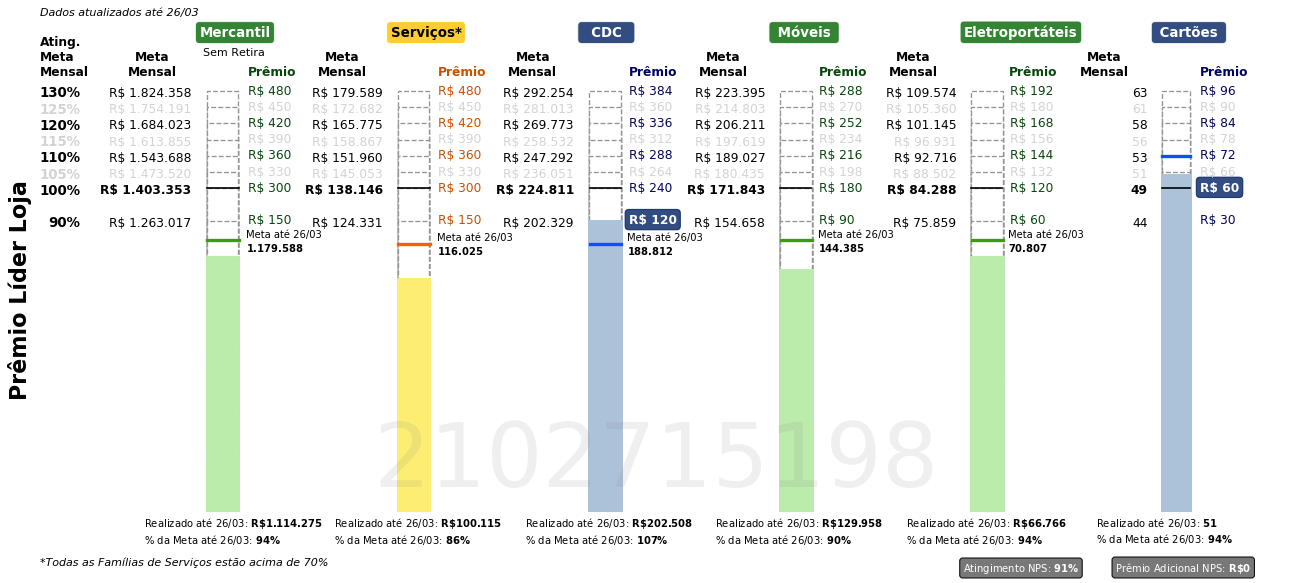 Dados atualizados até 26/03
Mercantil Serviços* CDC Móveis Eletroportáteis Cartões
Sem Retira
Ating. Meta Mensal Meta Mensal Prêmio Meta Mensal Prêmio Meta Mensal Prêmio Meta Mensal Prêmio Meta Mensal Prêmio Meta Mensal Prêmio
130% R$ 1.824.358 R$ 480 R$ 179.589 R$ 480 R$ 292.254 R$ 384 R$ 223.395 R$ 288 R$ 109.574 R$ 192 63 R$ 96
125% R$ 1.754.191 R$ 450 R$ 172.682 R$ 450 R$ 281.013 R$ 360 R$ 214.803 R$ 270 R$ 105.360 R$ 180 61 R$ 90
120% R$ 1.684.023 R$ 420 R$ 165.775 R$ 420 R$ 269.773 R$ 336 R$ 206.211 R$ 252 R$ 101.145 R$ 168 58 R$ 84
115% R$ 1.613.855 R$ 390 R$ 158.867 R$ 390 R$ 258.532 R$ 312 R$ 197.619 R$ 234 R$ 96.931 R$ 156 56 R$ 78
110% R$ 1.543.688 R$ 360 R$ 151.960 R$ 360 R$ 247.292 R$ 288 R$ 189.027 R$ 216 R$ 92.716 R$ 144 53 R$ 72
105% R$ 1.473.520 R$ 330 R$ 145.053 R$ 330 R$ 236.051 R$ 264 R$ 180.435 R$ 198 R$ 88.502 R$ 132 51 R$ 66
100% R$ 1.403.353 R$ 300 R$ 138.146 R$ 300 R$ 224.811 R$ 240 R$ 171.843 R$ 180 R$ 84.288 R$ 120 49 R$ 60
90% R$ 1.263.017 R$ 150 R$ 124.331 R$ 150 R$ 202.329 R$ 120 R$ 154.658 R$ 90 R$ 75.859 R$ 60 44 R$ 30
Meta até 26/03 Meta até 26/03 Meta até 26/03 Meta até 26/03 Meta até 26/03
1.179.588 116.025 188.812 144.385 70.807
Prêmio Líder Loja
2102715198
Realizado até 26/03: R$1.114.275 Realizado até 26/03: R$100.115 Realizado até 26/03: R$202.508 Realizado até 26/03: R$129.958 Realizado até 26/03: R$66.766 Realizado até 26/03: 51
% da Meta até 26/03: 94% % da Meta até 26/03: 86% % da Meta até 26/03: 107% % da Meta até 26/03: 90% % da Meta até 26/03: 94% % da Meta até 26/03: 94%
*Todas as Famílias de Serviços estão acima de 70% Atingimento NPS: 91% Prêmio Adicional NPS: R$0